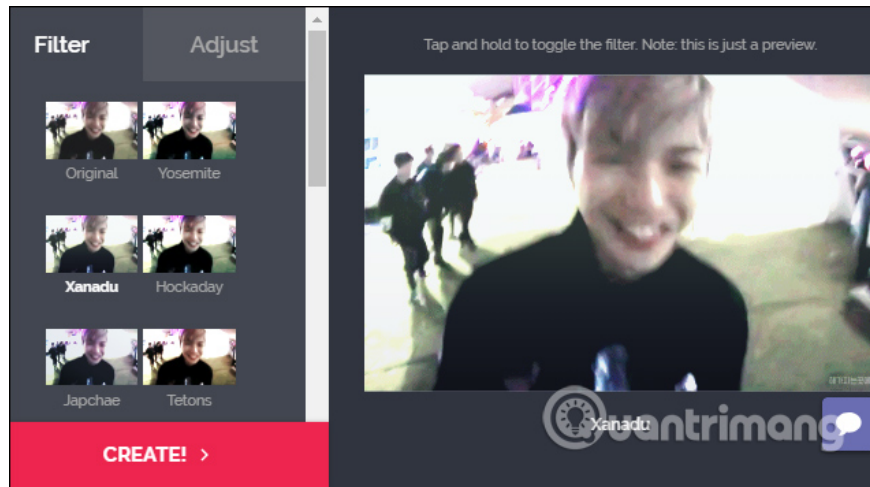 Filter
Adjust
Tap and hold to toggle the filter. Note: this is just a preview.
Original
Yosemite
Xanadu
Hockaday
Japchae
Tetons
CREATE! >
Xanadu
Quantrimang